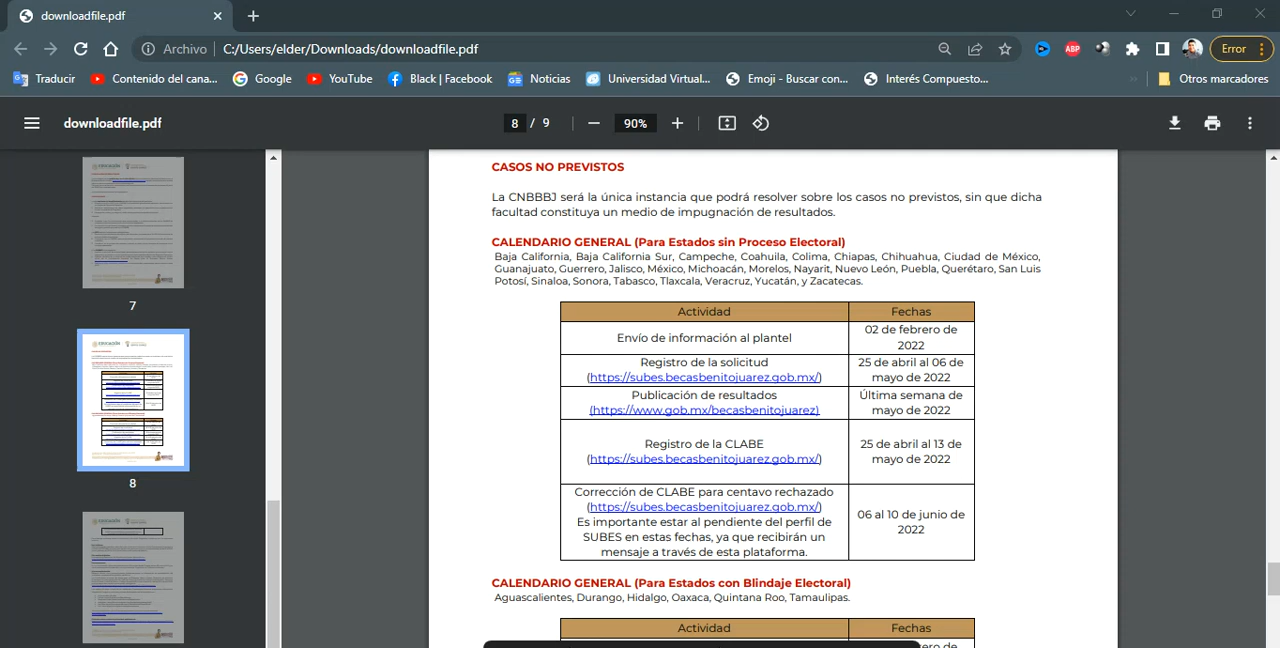 downloadfile.pdf
Archivo C:/Users/elder/Downloads/downloadfile.pdf
ABP
Error
Traducir
Contenido del cana...
Google
YouTube
Black | Facebook
Noticias
Universidad Virtual...
Emoji - Buscar con...
Interés Compuesto...
Otros marcadores
downloadfile.pdf
8 / 9
90%
7
8
CASOS NO PREVISTOS
La CNBBBJ será la única instancia que podrá resolver sobre los casos no previstos, sin que dicha
facultad constituya un medio de impugnación de resultados.
CALENDARIO GENERAL (Para Estados sin Proceso Electoral)
Baja California, Baja California Sur, Campeche, Coahuila, Colima, Chiapas, Chihuahua, Ciudad de México,
Guanajuato, Guerrero, Jalisco, México, Michoacán, Morelos, Nayarit, Nuevo León, Puebla, Querétaro, San Luis
Potosí, Sinaloa, Sonora, Tabasco, Tlaxcala, Veracruz, Yucatán, y Zacatecas.
Actividad
Fechas
Envío de información al plantel
02 de febrero de
2022
Registro de la solicitud
(https://subes.becasbenitojuarez.gob.mx/)
25 de abril al 06 de
mayo de 2022
Publicación de resultados
(https://www.gob.mx/becasbenitojuarez)
Última semana de
mayo de 2022
Registro de la CLABE
(https://subes.becasbenitojuarez.gob.mx/)
25 de abril al 13 de
mayo de 2022
Corrección de CLABE para centavo rechazado
(https://subes.becasbenitojuarez.gob.mx/)
Es importante estar al pendiente del perfil de
SUBES en estas fechas, ya que recibirán un
mensaje a través de esta plataforma.
06 al 10 de junio de
2022
CALENDARIO GENERAL (Para Estados con Blindaje Electoral)
Aguascalientes, Durango, Hidalgo, Oaxaca, Quintana Roo, Tamaulipas.
Actividad
Fechas